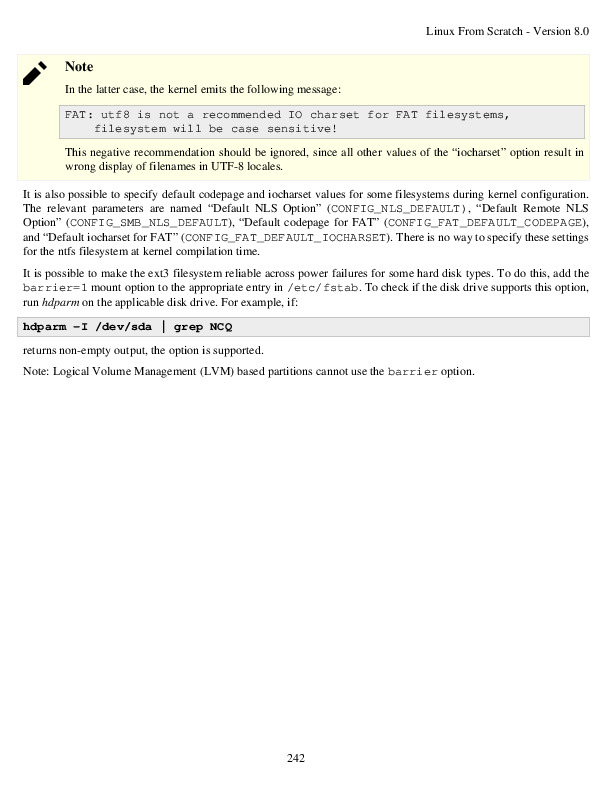 Linux From Scratch - Version 8.0
Note
In the latter case, the kernel emits the following message:
FAT: utf8 is not a recommended IO charset for FAT filesystems,
filesystem will be case sensitive!
This negative recommendation should be ignored, since all other values of the “iocharset” option result in
wrong display of filenames in UTF-8 locales.
It is also possible to specify default codepage and iocharset values for some filesystems during kernel configuration.
The relevant parameters are named “Default NLS Option” (CONFIG_NLS_DEFAULT), “Default Remote NLS
Option” (CONFIG_SMB_NLS_DEFAULT), “Default codepage for FAT” (CONFIG_FAT_DEFAULT_CODEPAGE),
and “Default iocharset for FAT” (CONFIG_FAT_DEFAULT_IOCHARSET). There is no way to specify these settings
for the ntfs filesystem at kernel compilation time.
It is possible to make the ext3 filesystem reliable across power failures for some hard disk types. To do this, add the
barrier=1 mount option to the appropriate entry in /etc/fstab. To check if the disk drive supports this option,
run hdparm on the applicable disk drive. For example, if:
hdparm -I /dev/sda | grep NCQ
returns non-empty output, the option is supported.
Note: Logical Volume Management (LVM) based partitions cannot use the barrier option.
242